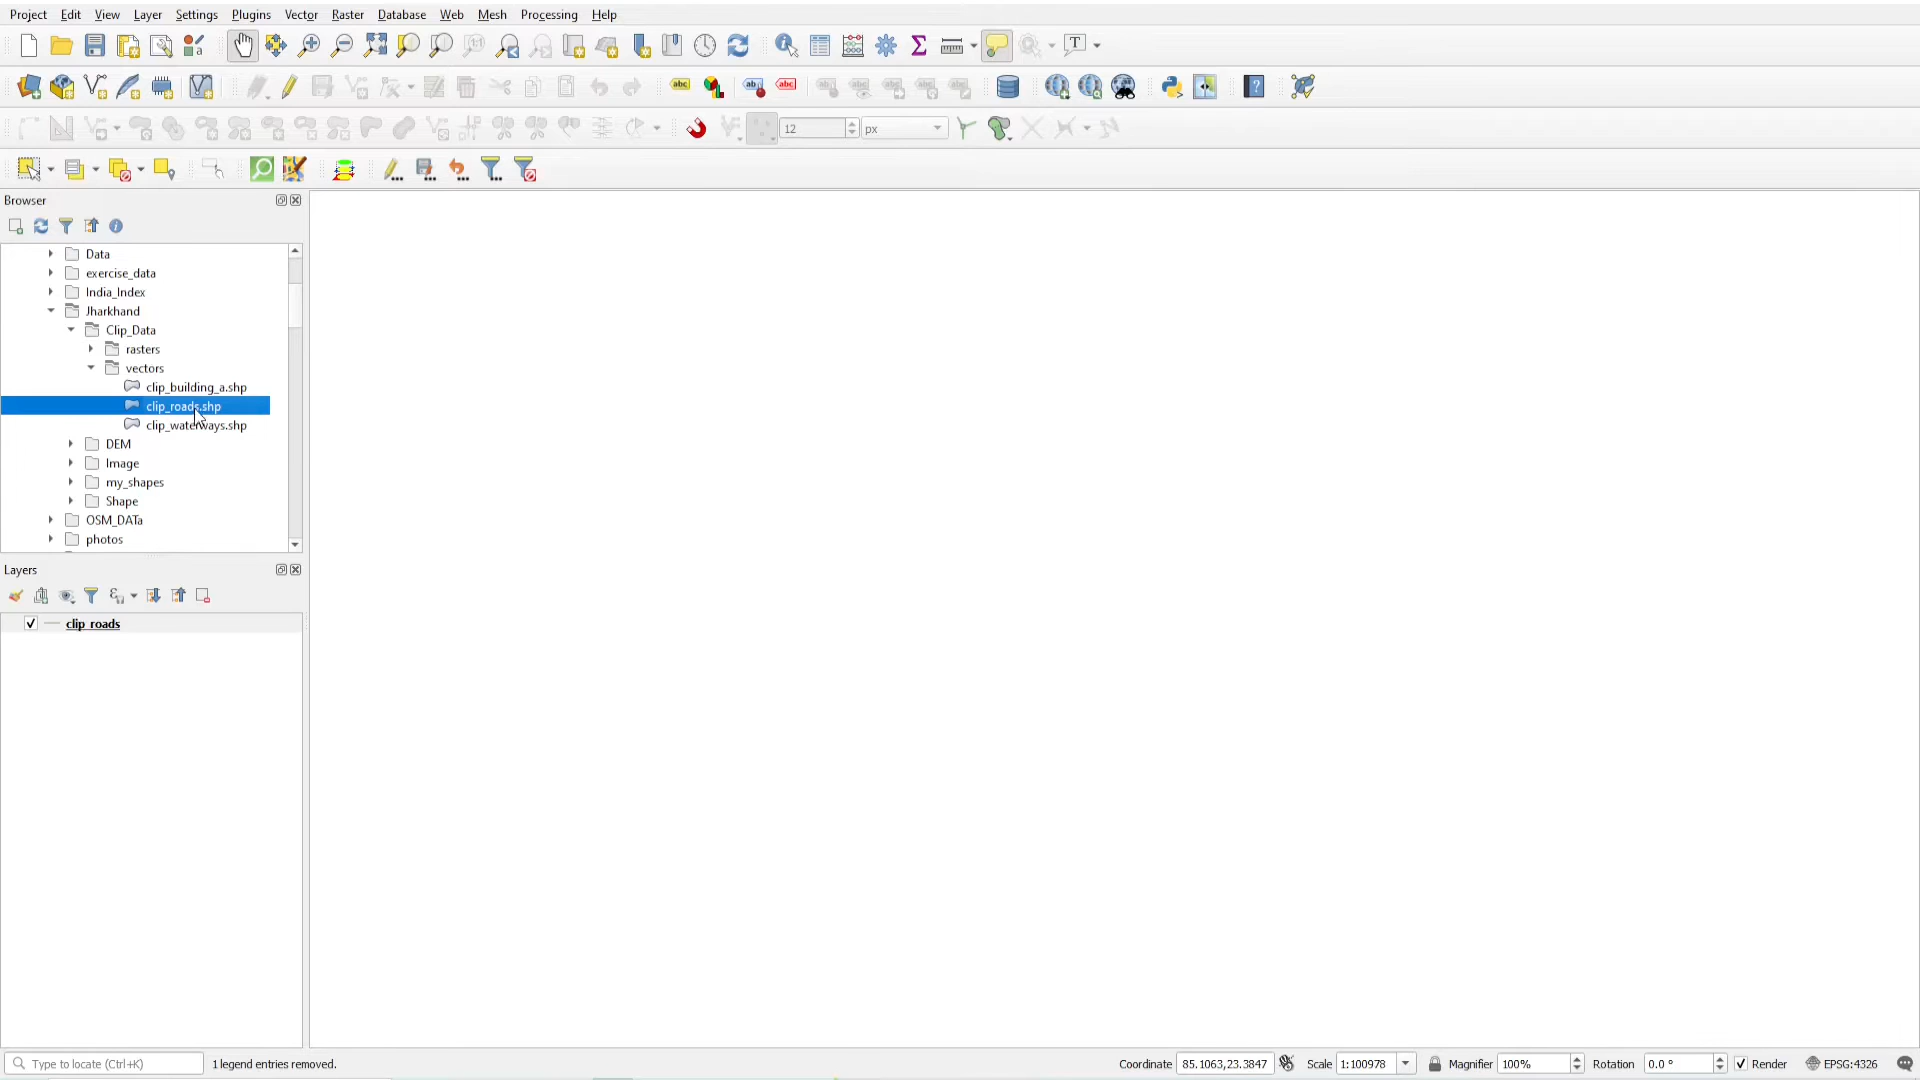 Project Edit View Layer Settings Plugins Vector Raster Database Web Mesh Processing Help
12 px
Browser
Data
exercise_data
India_Index
Jharkhand
Clip_Data
rasters
vectors
clip_building_a.shp
clip_roads.shp
clip_waterways.shp
DEM
Image
my_shapes
Shape
OSM_DATa
photos
Layers
clip_roads
Type to locate (Ctrl+K) 1 legend entries removed. Coordinate 85.1063,23.3847 Scale 1:100978 Magnifier 100% Rotation 0.0 ° Render EPSG:4326